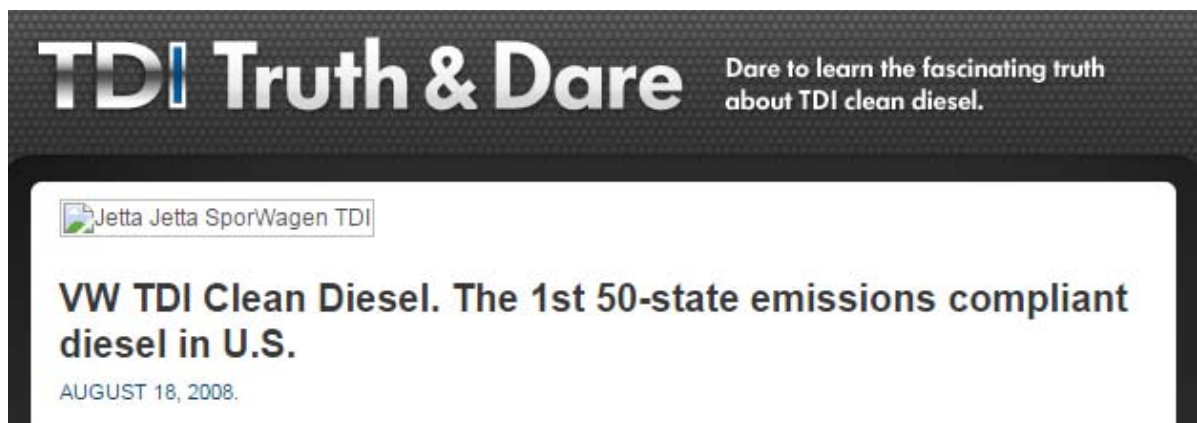 TDI Truth & Dare
Dare to learn the fascinating truth
about TDI clean diesel.
Jetta Jetta SporWagen TDI
VW TDI Clean Diesel. The 1st 50-state emissions compliant
diesel in U.S.
AUGUST 18, 2008.